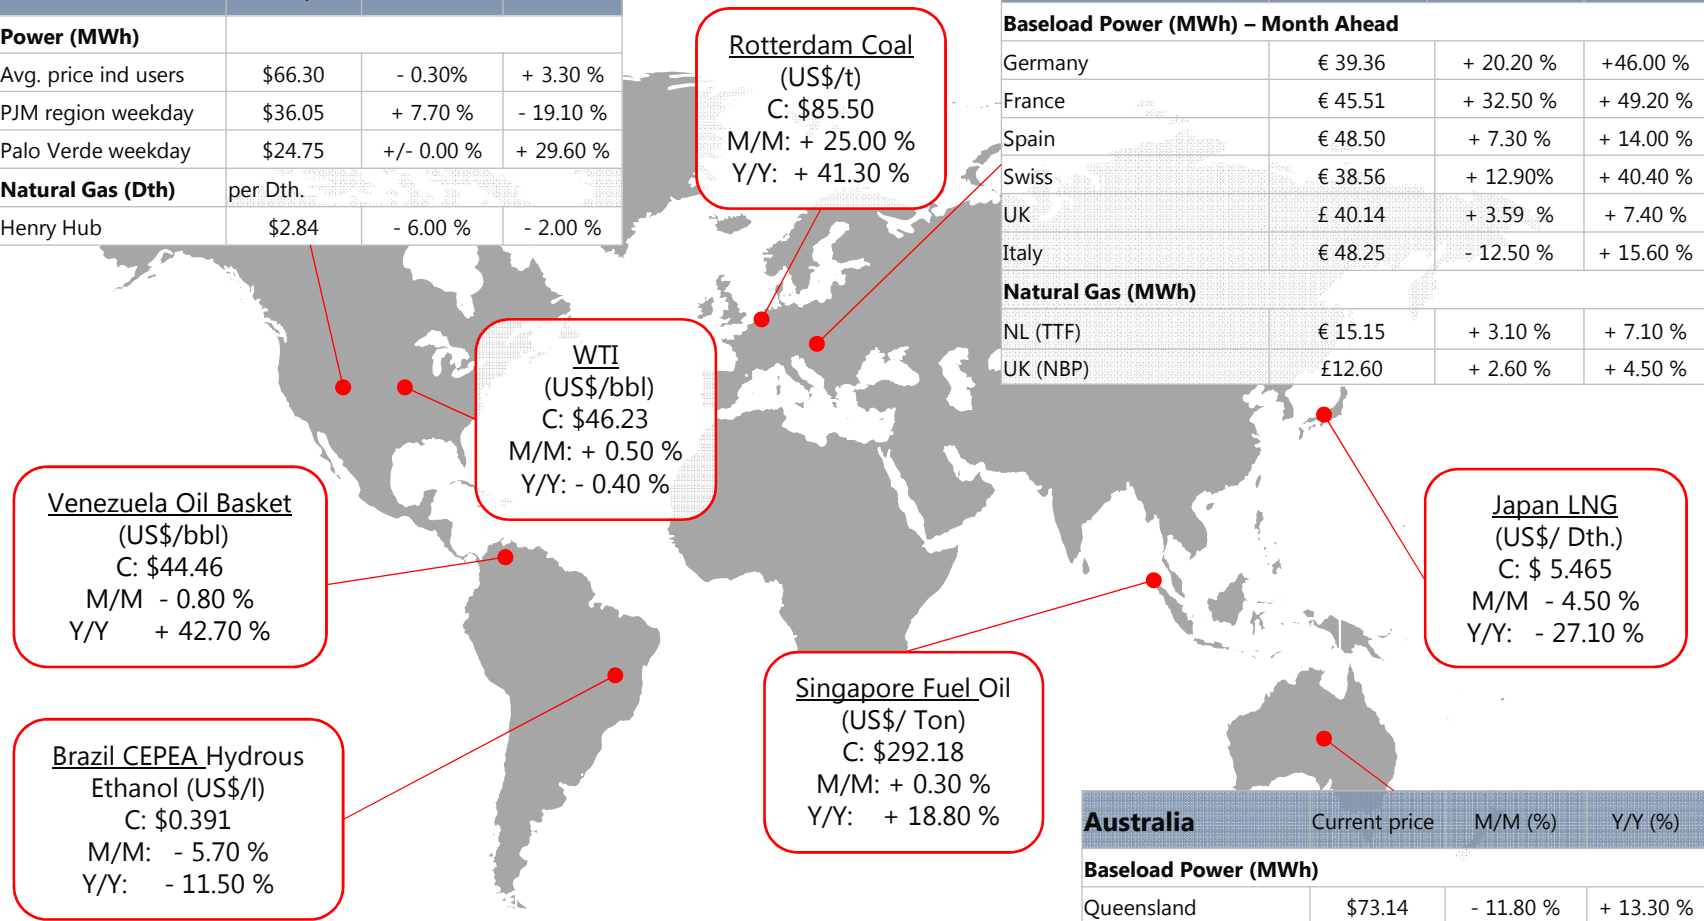 Power (MWh)
Avg. price ind users $66.30 - 0.30% + 3.30 %
PJM region weekday $36.05 + 7.70 % - 19.10 %
Palo Verde weekday $24.75 +/- 0.00 % + 29.60 %
Natural Gas (Dth) per Dth.
Henry Hub $2.84 - 6.00 % - 2.00 %
Rotterdam Coal
(US$/t)
C: $85.50
M/M: + 25.00 %
Y/Y: + 41.30 %
Baseload Power (MWh) – Month Ahead
Germany € 39.36 + 20.20 % +46.00 %
France € 45.51 + 32.50 % + 49.20 %
Spain € 48.50 + 7.30 % + 14.00 %
Swiss € 38.56 + 12.90% + 40.40 %
UK £ 40.14 + 3.59 % + 7.40 %
Italy € 48.25 - 12.50 % + 15.60 %
Natural Gas (MWh)
NL (TTF) € 15.15 + 3.10 % + 7.10 %
UK (NBP) £12.60 + 2.60 % + 4.50 %
WTI
(US$/bbl)
C: $46.23
M/M: + 0.50 %
Y/Y: - 0.40 %
Venezuela Oil Basket
(US$/bbl)
C: $44.46
M/M - 0.80 %
Y/Y + 42.70 %
Japan LNG
(US$/ Dth.)
C: $ 5.465
M/M - 4.50 %
Y/Y: - 27.10 %
Brazil CEPEA Hydrous
Ethanol (US$/l)
C: $0.391
M/M: - 5.70 %
Y/Y: - 11.50 %
Singapore Fuel Oil
(US$/ Ton)
C: $292.18
M/M: + 0.30 %
Y/Y: + 18.80 %
Australia Current price M/M (%) Y/Y (%)
Baseload Power (MWh)
Queensland $73.14 - 11.80 % + 13.30 %